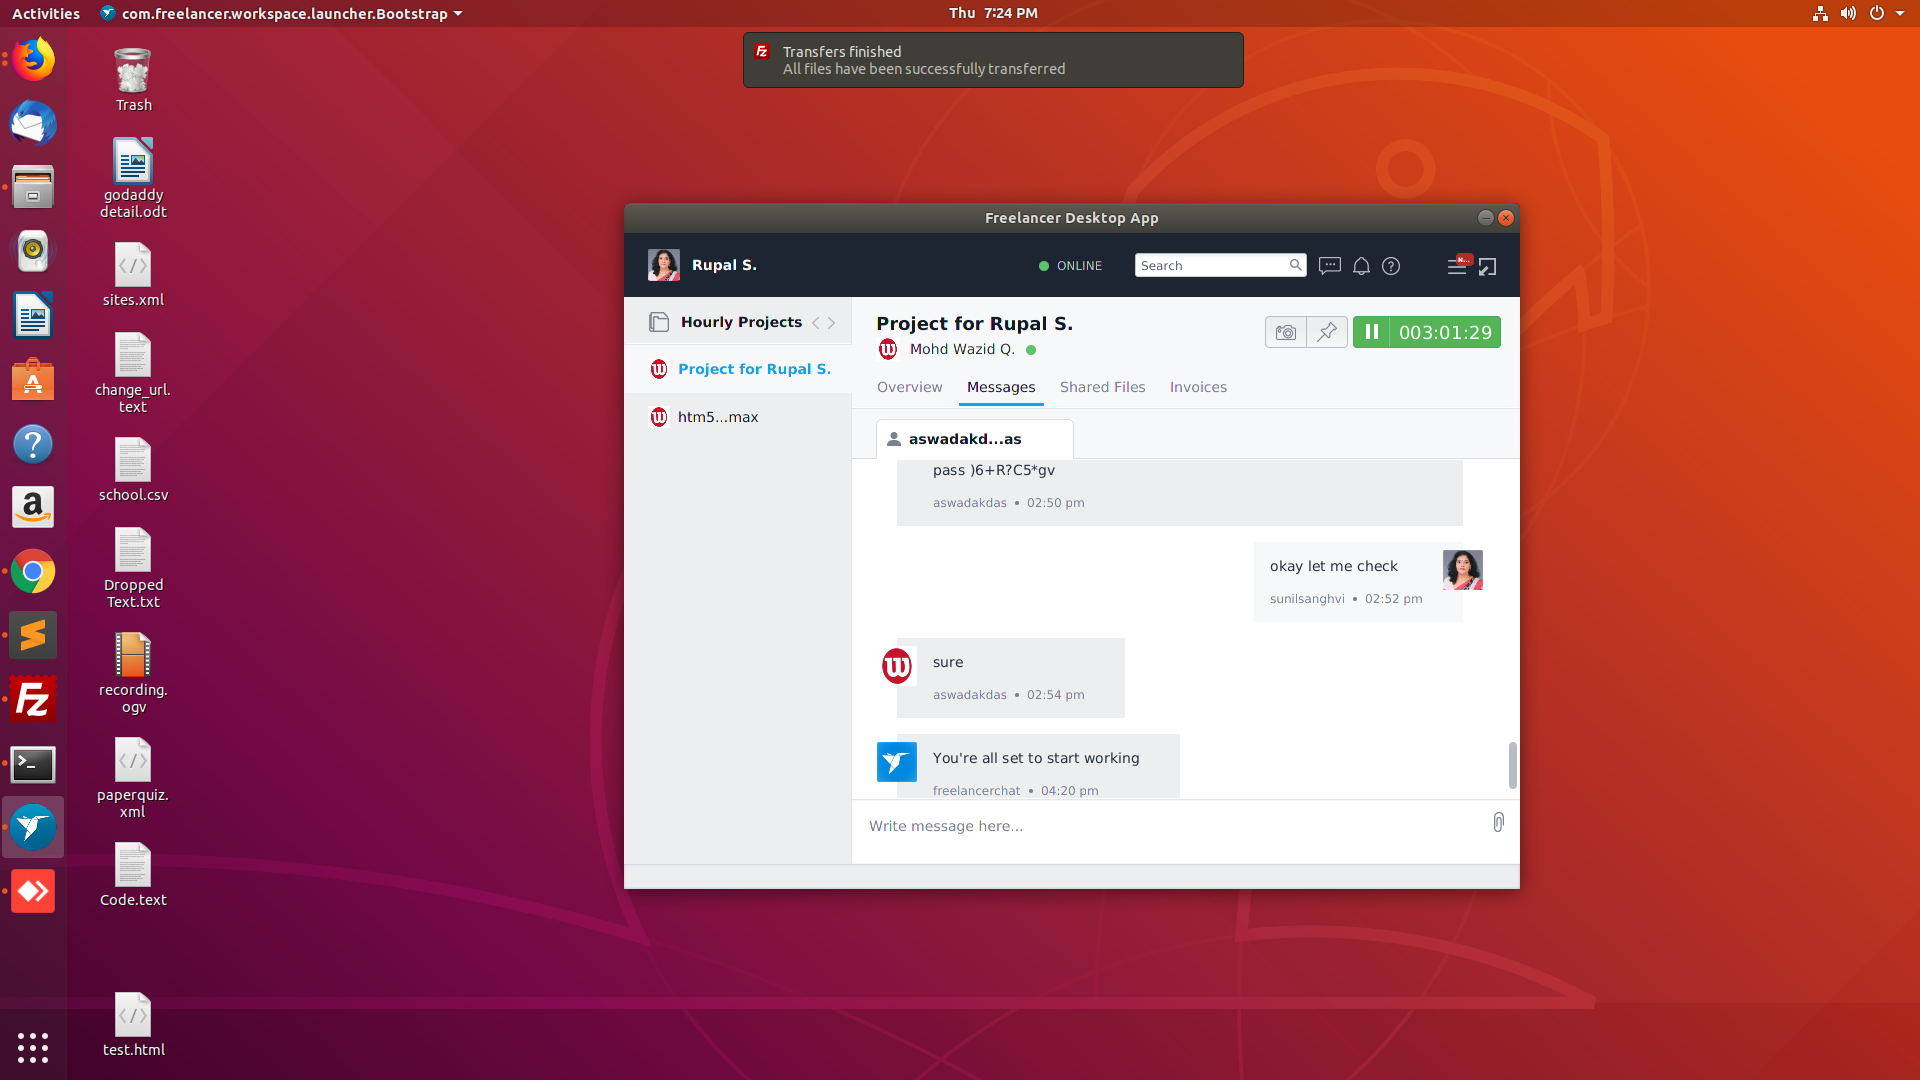 Activities
com.freelancer.workspace.launcher.Bootstrap
Thu 7:24 PM
Transfers finished
All files have been successfully transferred
Trash
godaddy
detail.odt
sites.xml
change_url.
text
school.csv
Dropped
Text.txt
recording.
ogv
paperquiz.
xml
Code.text
test.html
Freelancer Desktop App
Rupal S.
ONLINE
Search
N...
Hourly Projects
Project for Rupal S.
htm5...max
Project for Rupal S.
Mohd Wazid Q.
003:01:29
Overview
Messages
Shared Files
Invoices
aswadakd...as
pass )6+R?C5*gv
aswadakdas • 02:50 pm
okay let me check
sunilsanghvi • 02:52 pm
sure
aswadakdas • 02:54 pm
You're all set to start working
freelancerchat • 04:20 pm
Write message here...